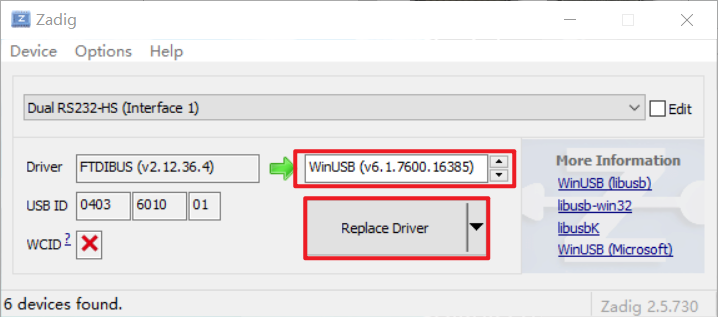 Zadig
Device Options Help
Dual RS232-HS (Interface 1)
Edit
Driver FTDIBUS (v2.12.36.4) WinUSB (v6.1.7600.16385)
USB ID 0403 6010 01
WCID ?
Replace Driver
More Information
WinUSB (libusb)
libusb-win32
libusbK
WinUSB (Microsoft)
6 devices found.
Zadig 2.5.730